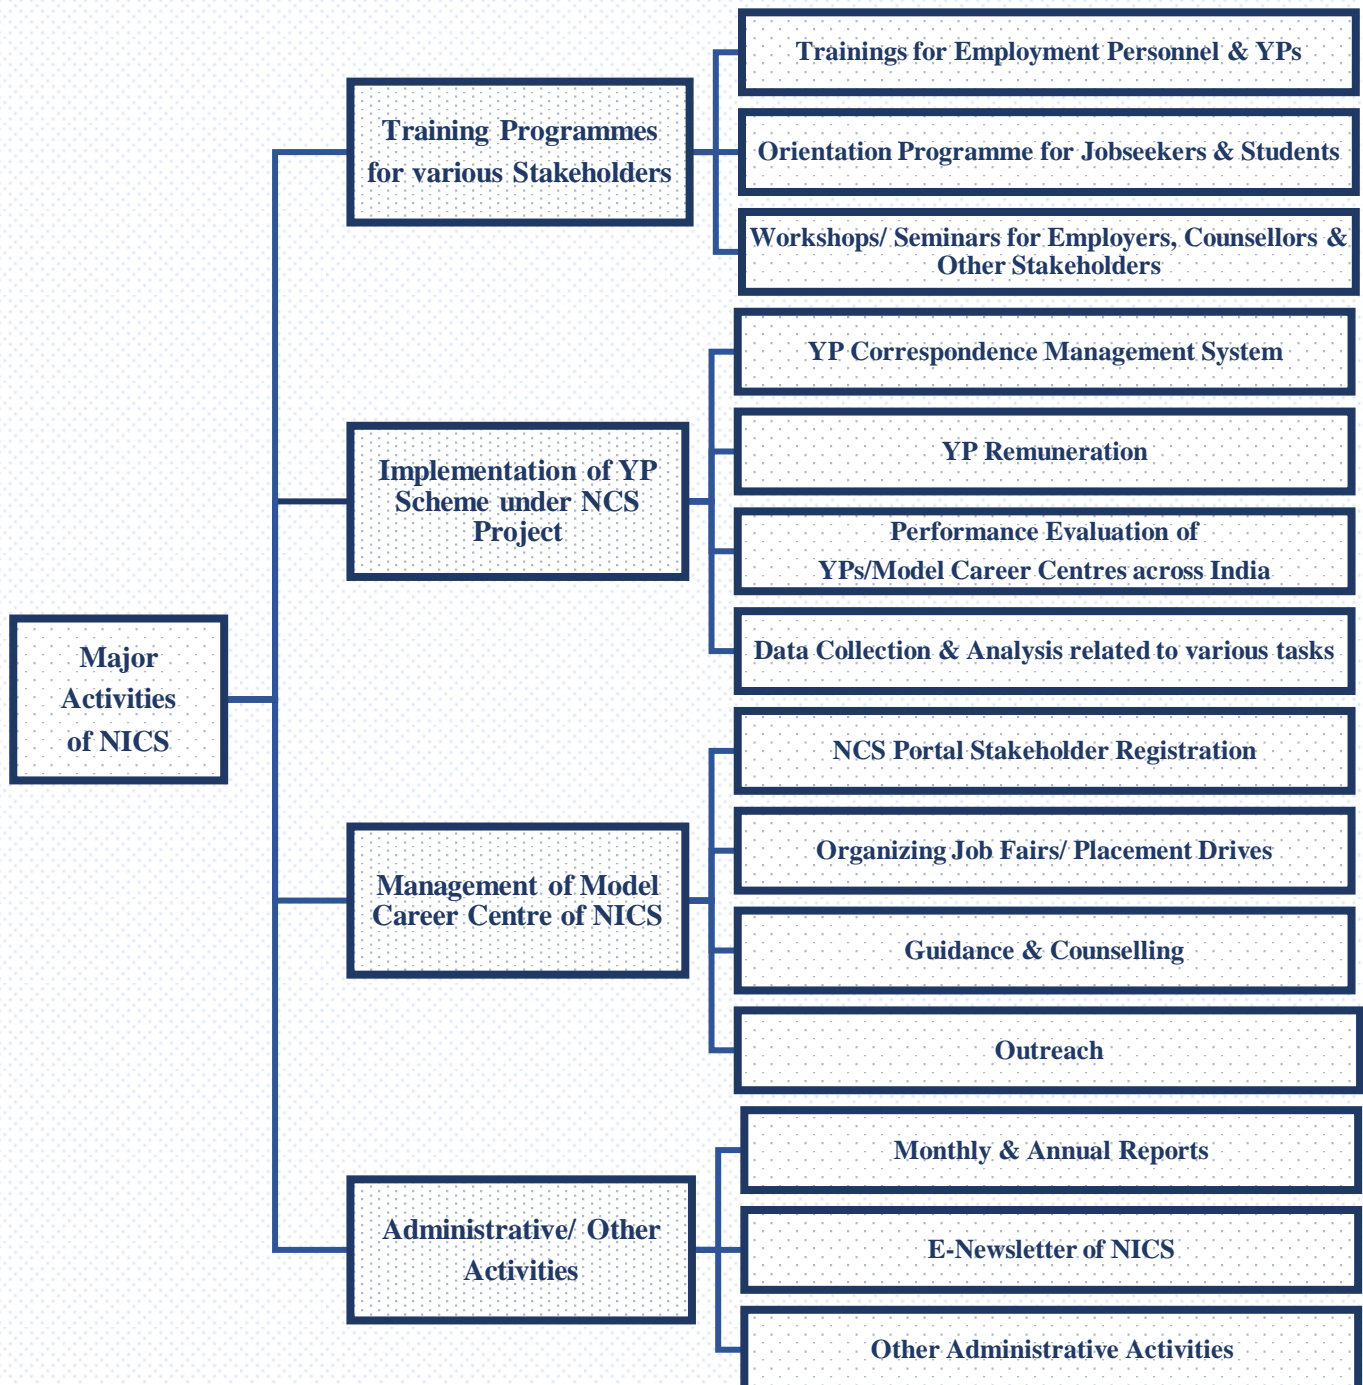 Major
Activities
of NICS
Training Programmes
for various Stakeholders
Trainings for Employment Personnel & YPs
Orientation Programme for Jobseekers & Students
Workshops/ Seminars for Employers, Counsellors &
Other Stakeholders
Implementation of YP
Scheme under NCS
Project
YP Correspondence Management System
YP Remuneration
Performance Evaluation of
YPs/Model Career Centres across India
Data Collection & Analysis related to various tasks
Management of Model
Career Centre of NICS
NCS Portal Stakeholder Registration
Organizing Job Fairs/ Placement Drives
Guidance & Counselling
Outreach
Administrative/ Other
Activities
Monthly & Annual Reports
E-Newsletter of NICS
Other Administrative Activities